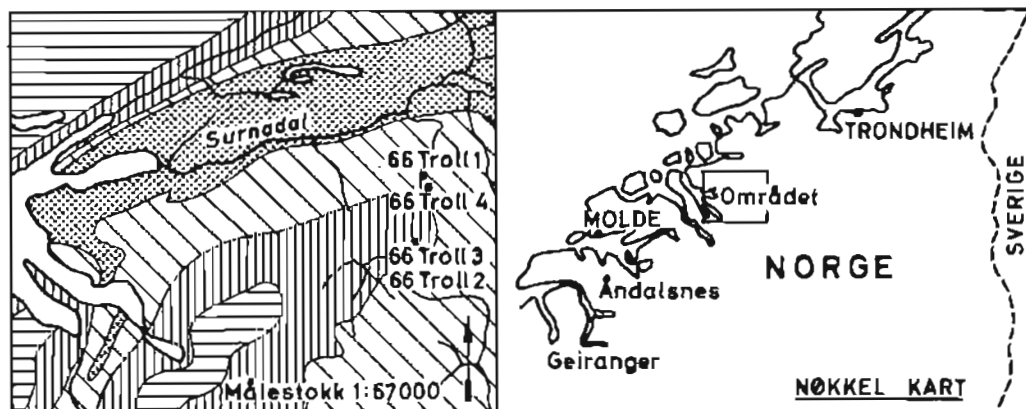 Surnadal
66 Troll 1
66 Troll 4
66 Troll 3
66 Troll 2
Målestokk 1:67000
TRONDHEIM
Området
MOLDE
NORGE
SVERIGE
Åndalsnes
Geiranger
NØKKEL KART